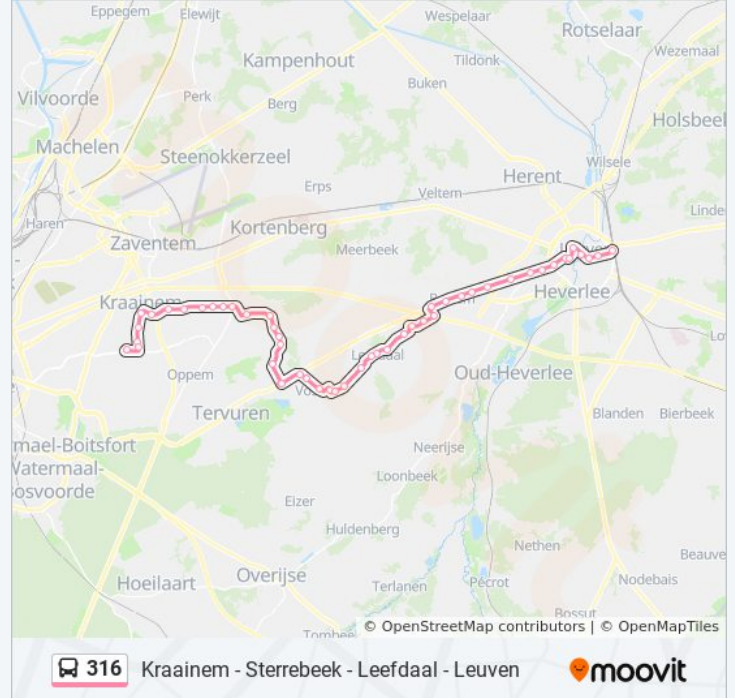 Eppegem
Elewijt
Wespelaar
Rotselaar
Kampenhout
Tildonk
Wezemaal
Vilvoorde
Perk
Berg
Buken
Holsbeel
Machelen
Steenokkerzeel
Wilsele
Herent
Erps
Veltem
Haren
Kortenberg
Linde
Zaventem
Meerbeek
Kraainem
Heverlee
Oppem
Oud-Heverlee
Tervuren
Blanden
Bierbeek
rmael-Boitsfort
Watermaal-
Bosvoorde
Neerijse
Loonbeek
Eizer
Huldenberg
Nethen
Beauve
Hoeilaart
Overijse
Terlanen
Pécrot
Nodebais
Bossut
Tombee
© OpenStreetMap contributors | © OpenMapTiles
316 Kraainem - Sterrebeek - Leefdaal - Leuven
moovit